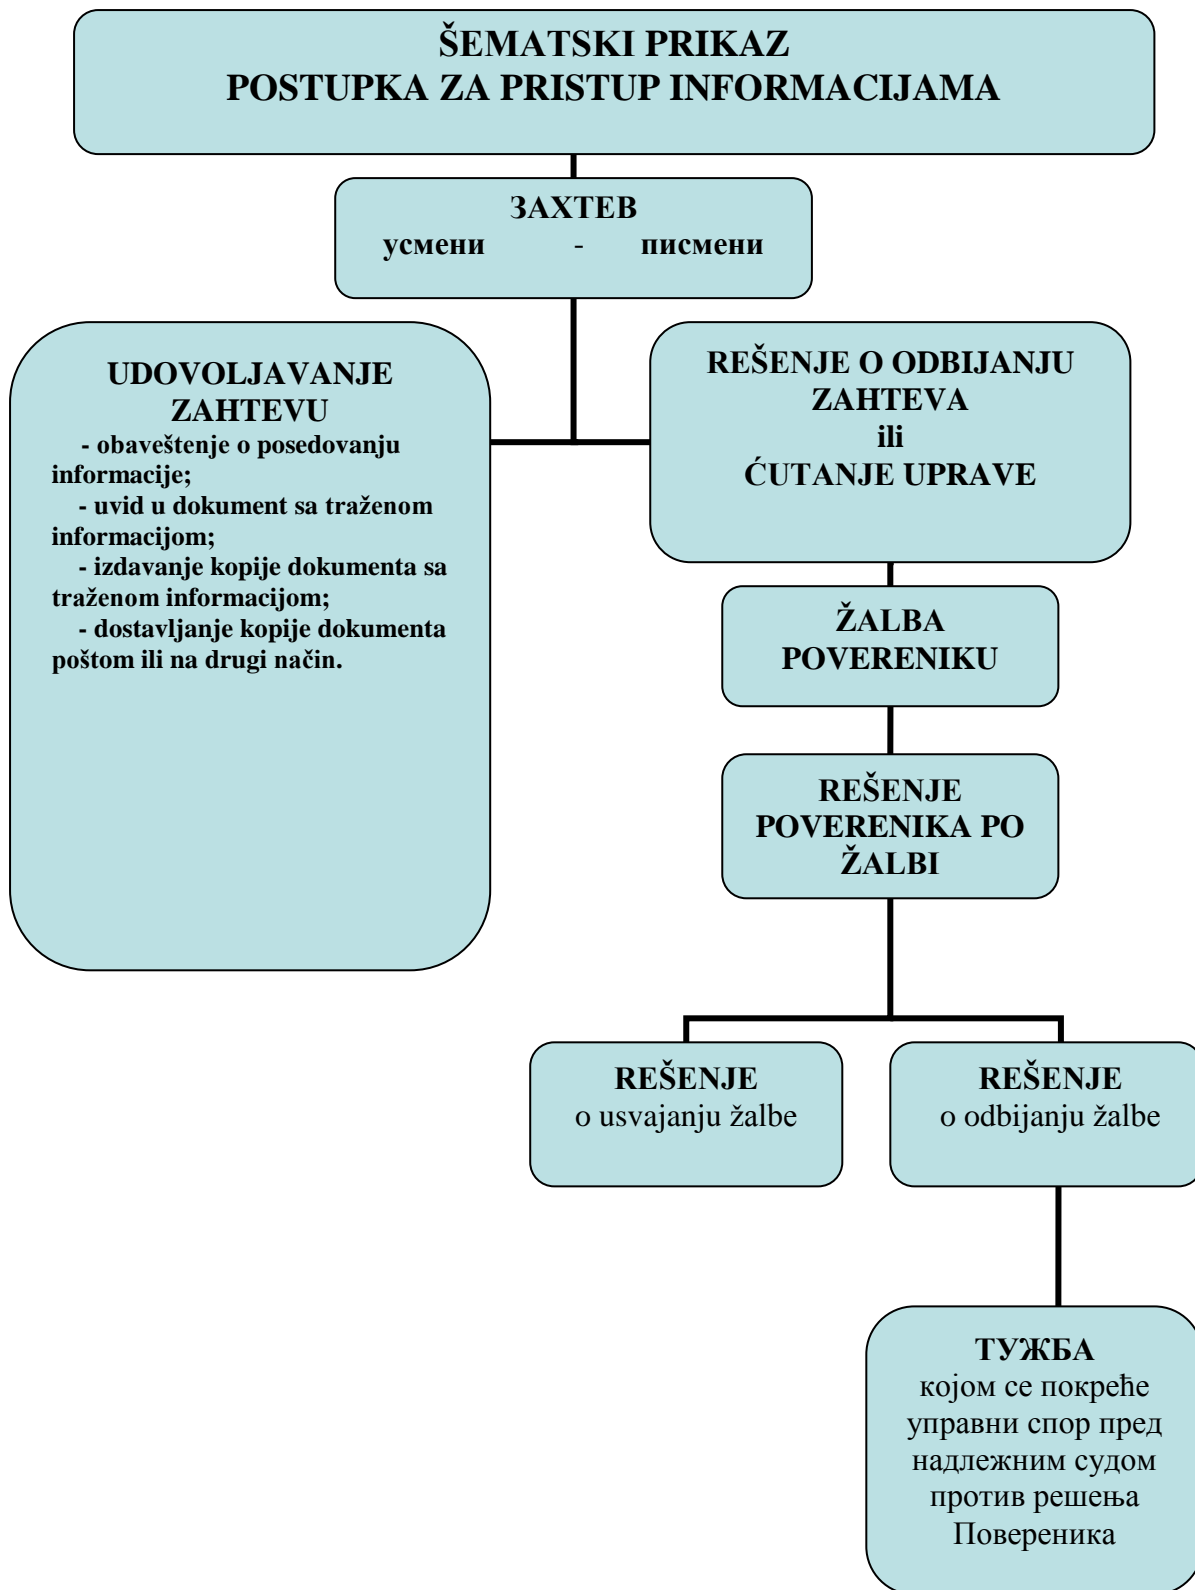 ŠEMATSKI PRIKAZ
POSTUPKA ZA PRISTUP INFORMACIJAMA
ЗАХТЕВ
усмени - писмени
UDOVOLJAVANJE
ZAHTEVU
- obaveštenje o posedovanju
informacije;
- uvid u dokument sa traženom
informacijom;
- izdavanje kopije dokumenta sa
traženom informacijom;
- dostavljanje kopije dokumenta
poštom ili na drugi način.
REŠENJE O ODBIJANJU
ZAHTEVA
ili
ĆUTANJE UPRAVE
ŽALBA
POVERENIKU
REŠENJE
POVERENIKA PO
ŽALBI
REŠENJE
o usvajanju žalbe
REŠENJE
o odbijanju žalbe
ТУЖБА
којом се покреће
управни спор пред
надлежним судом
против решења
Повереника